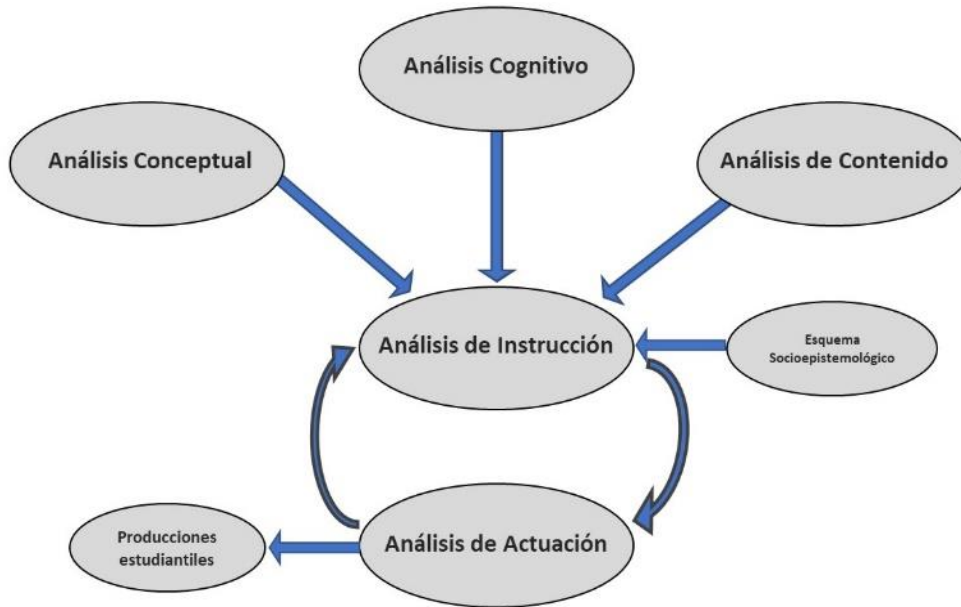 Análisis Cognitivo
Análisis Conceptual
Análisis de Contenido
Análisis de Instrucción
Esquema
Socioepistemológico
Análisis de Actuación
Producciones
estudiantiles